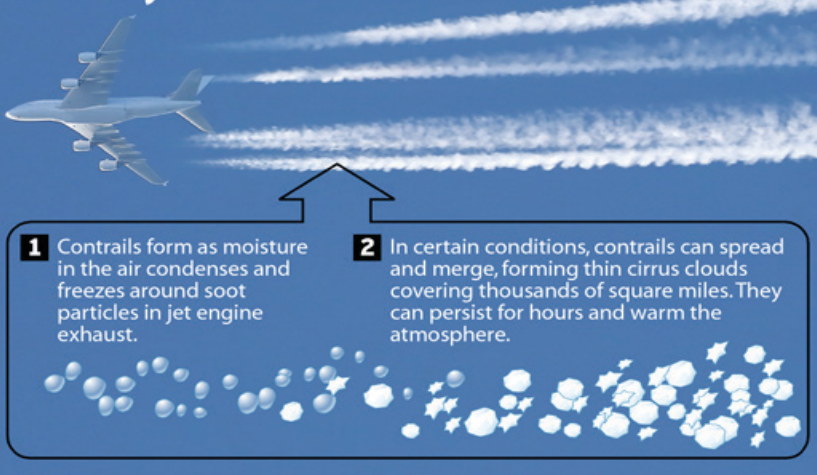 1 Contrails form as moisture
in the air condenses and
freezes around soot
particles in jet engine
exhaust.
2 In certain conditions, contrails can spread
and merge, forming thin cirrus clouds
covering thousands of square miles. They
can persist for hours and warm the
atmosphere.